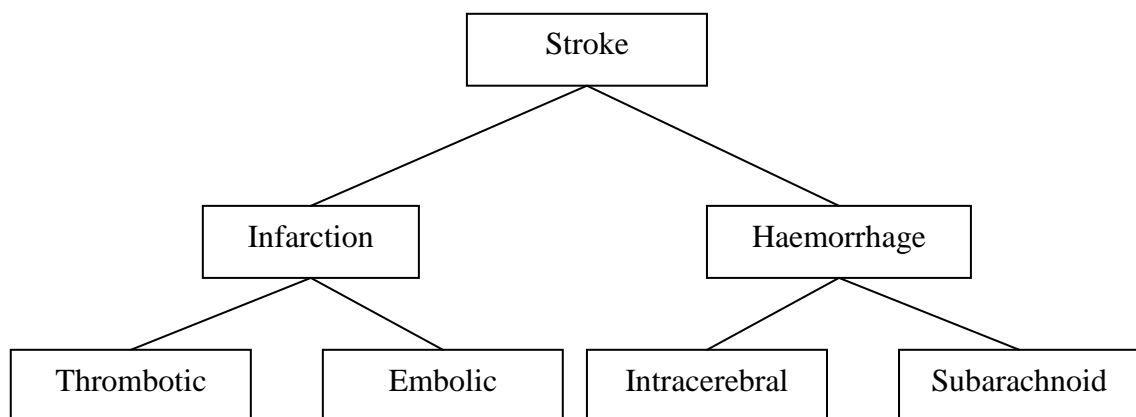 Stroke
Infarction
Haemorrhage
Thrombotic
Embolic
Intracerebral
Subarachnoid